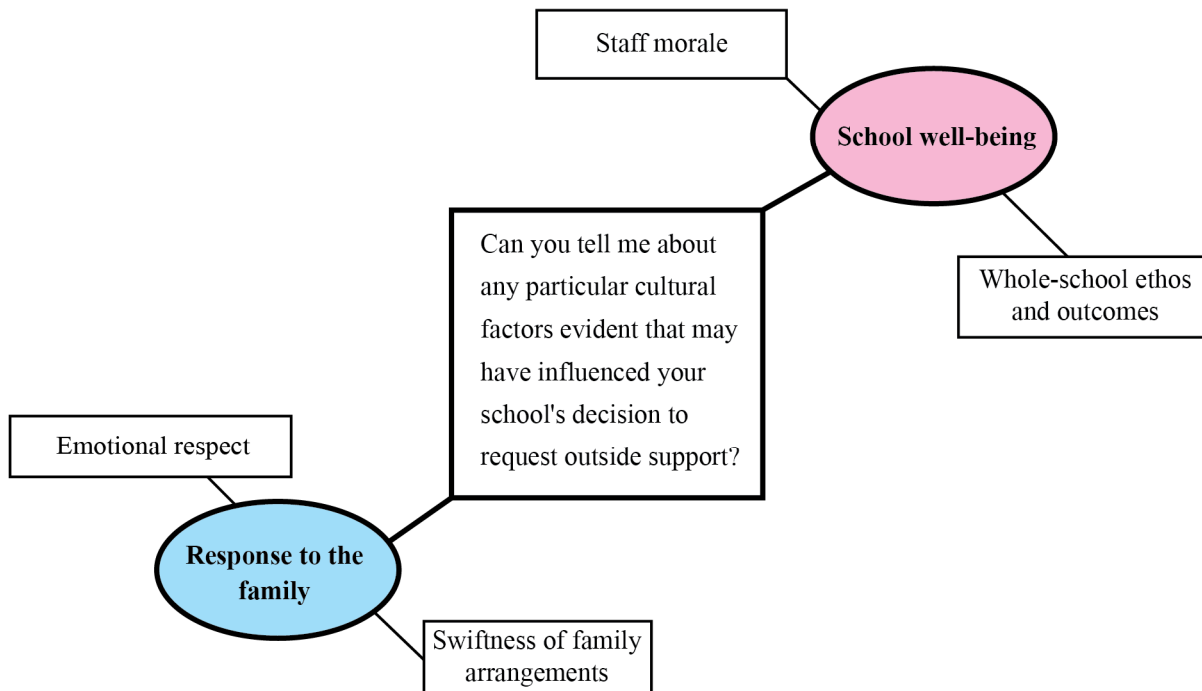 Staff morale
School well-being
Can you tell me about
any particular cultural
factors evident that may
have influenced your
school's decision to
request outside support?
Whole-school ethos
and outcomes
Emotional respect
Response to the
family
Swiftness of family
arrangements